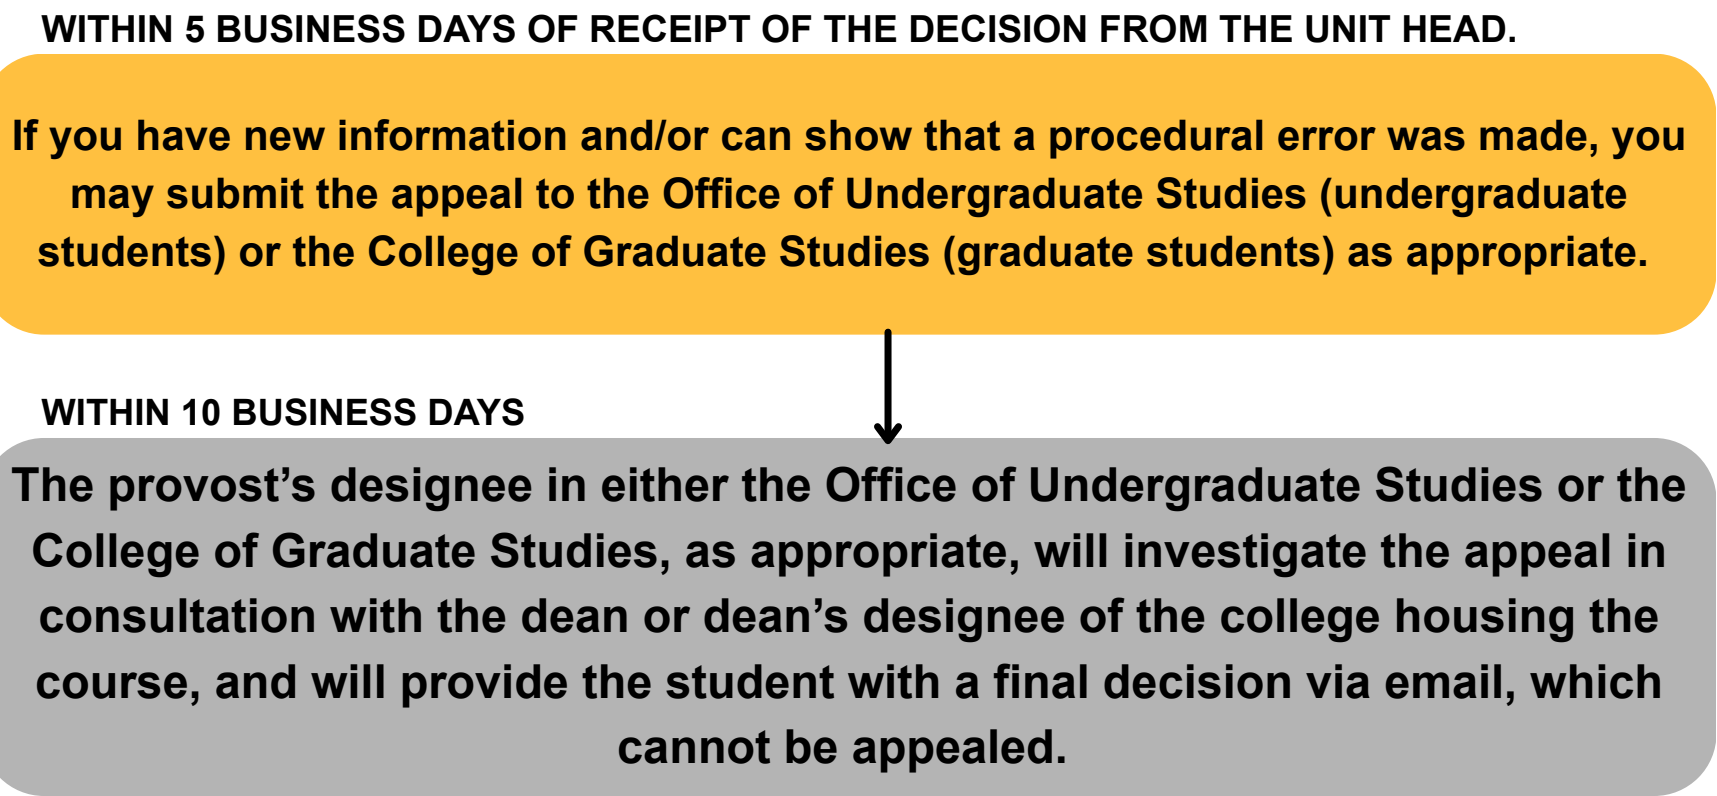 WITHIN 5 BUSINESS DAYS OF RECEIPT OF THE DECISION FROM THE UNIT HEAD.
If you have new information and/or can show that a procedural error was made, you
may submit the appeal to the Office of Undergraduate Studies (undergraduate
students) or the College of Graduate Studies (graduate students) as appropriate.
WITHIN 10 BUSINESS DAYS
The provost’s designee in either the Office of Undergraduate Studies or the
College of Graduate Studies, as appropriate, will investigate the appeal in
consultation with the dean or dean’s designee of the college housing the
course, and will provide the student with a final decision via email, which
cannot be appealed.